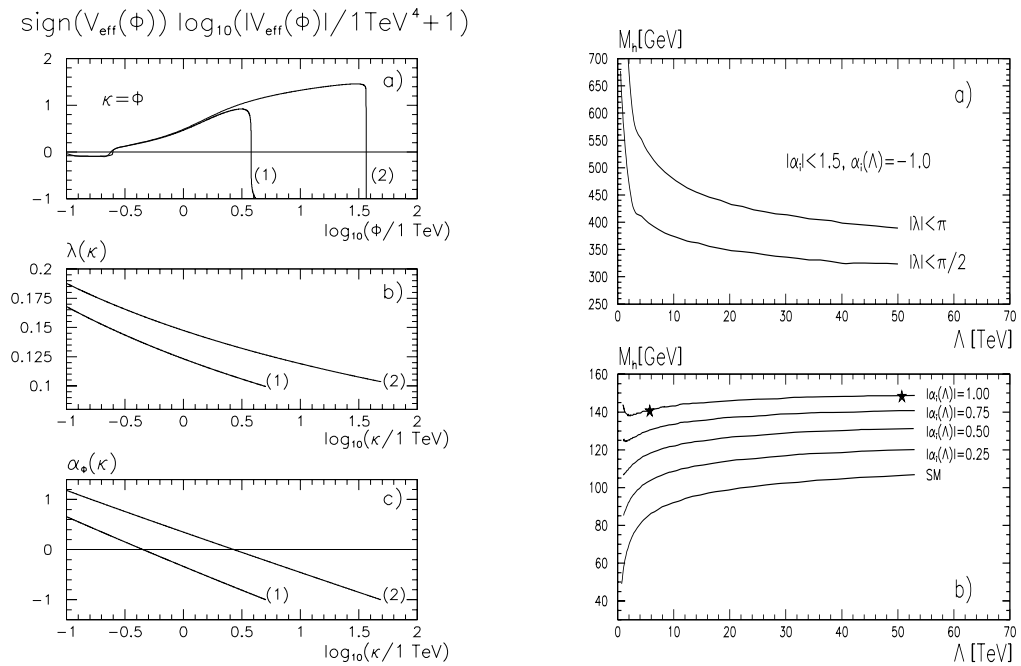 sign(V_eff(Φ)) log₁₀(|V_eff(Φ)|/1TeV⁴+1)
a)
κ=Φ
2
1
0
-1
(1)
(2)
-1 -0.5 0 0.5 1 1.5 2
log₁₀(Φ/1 TeV)
λ(κ)
b)
0.2
0.175
0.15
0.125
0.1
(1)
(2)
-1 -0.5 0 0.5 1 1.5 2
log₁₀(κ/1 TeV)
α_Φ(κ)
c)
1
0
-1
(1)
(2)
-1 -0.5 0 0.5 1 1.5 2
log₁₀(κ/1 TeV)
M_h[GeV]
a)
700
650
600
550
500
450
400
350
300
250
|α_i|<1.5, α_i(Λ)=-1.0
|λ|<π
|λ|<π/2
0 10 20 30 40 50 60 70
Λ [TeV]
M_h[GeV]
160
140
120
100
80
60
40
|α_i(Λ)|=1.00
|α_i(Λ)|=0.75
|α_i(Λ)|=0.50
|α_i(Λ)|=0.25
SM
b)
0 10 20 30 40 50 60 70
Λ [TeV]